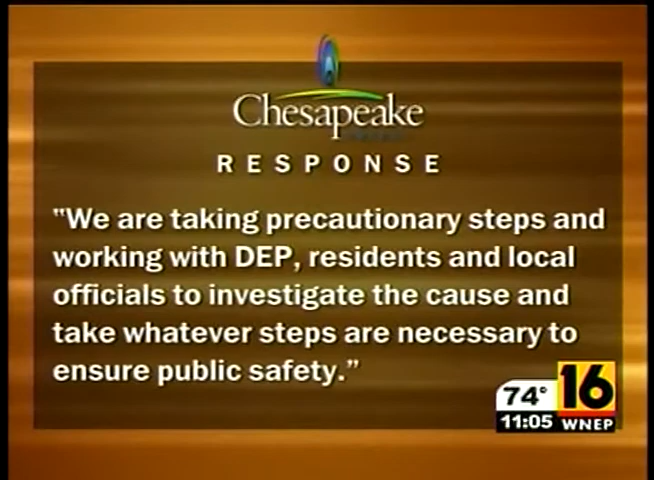 Chesapeake
RESPONSE
"We are taking precautionary steps and
working with DEP, residents and local
officials to investigate the cause and
take whatever steps are necessary to
ensure public safety.”
74° 16
11:05 WNEP